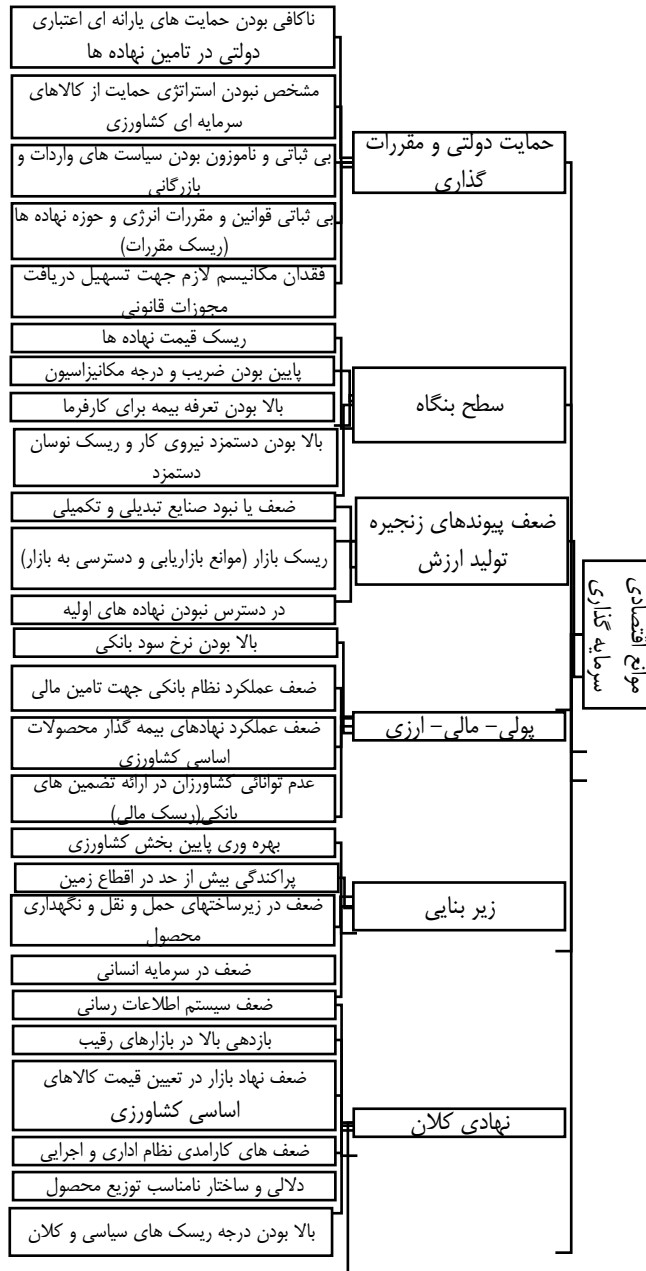 موانع اقتصادی
سرمایه گذاری
حمایت دولتی و مقررات
گذاری
ناکافی بودن حمایت های یارانه ای اعتباری
دولتی در تامین نهاده ها
مشخص نبودن استراتژی حمایت از کالاهای
سرمایه ای کشاورزی
بی ثباتی و ناموزون بودن سیاست های واردات و
بازرگانی
بی ثباتی قوانین و مقررات انرژی و حوزه نهاده ها
(ریسک مقررات)
فقدان مکانیسم لازم جهت تسهیل دریافت
مجوزات قانونی
سطح بنگاه
ریسک قیمت نهاده ها
پایین بودن ضریب و درجه مکانیزاسیون
بالا بودن تعرفه بیمه برای کارفرما
بالا بودن دستمزد نیروی کار و ریسک نوسان
دستمزد
ضعف پیوندهای زنجیره
تولید ارزش
ضعف یا نبود صنایع تبدیلی و تکمیلی
ریسک بازار (موانع بازاریابی و دسترسی به بازار)
در دسترس نبودن نهاده های اولیه
پولی- مالی- ارزی
بالا بودن نرخ سود بانکی
ضعف عملکرد نظام بانکی جهت تامین مالی
ضعف عملکرد نهادهای بیمه گذار محصولات
اساسی کشاورزی
عدم توانائی کشاورزان در ارائه تضمین های
بانکی(ریسک مالی)
زیر بنایی
بهره وری پایین بخش کشاورزی
پراکندگی بیش از حد در اقطاع زمین
ضعف در زیرساختهای حمل و نقل و نگهداری
محصول
ضعف در سرمایه انسانی
نهادی کلان
ضعف سیستم اطلاعات رسانی
بازدهی بالا در بازارهای رقیب
ضعف نهاد بازار در تعیین قیمت کالاهای
اساسی کشاورزی
ضعف های کارامدی نظام اداری و اجرایی
دلالی و ساختار نامناسب توزیع محصول
بالا بودن درجه ریسک های سیاسی و کلان